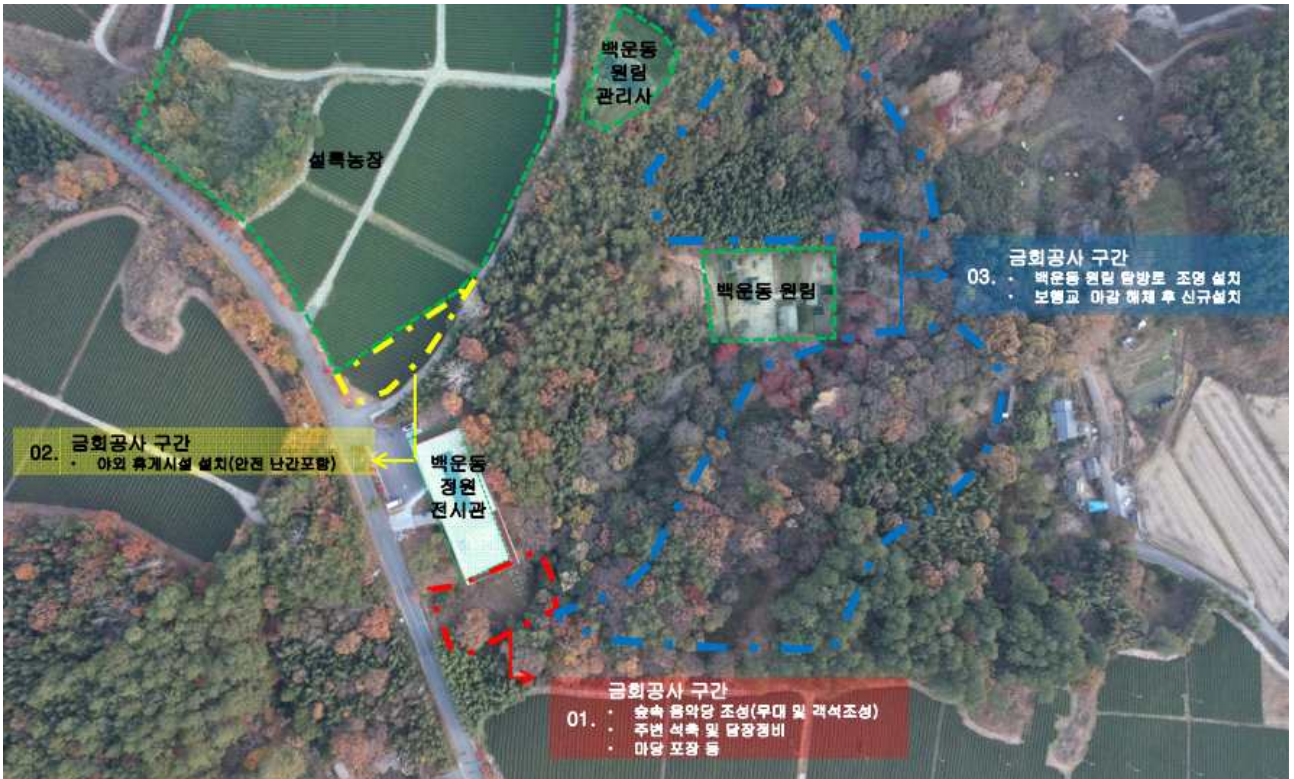 백운동
원림
관리사
설록농장
백운동 원림
03.
금회공사 구간
• 백운동 원림 탐방로 조명 설치
• 보행교 마감 해체 후 신규설치
02.
금회공사 구간
• 야외 휴게시설 설치(안전 난간포함)
백운동
정원
전시관
01.
금회공사 구간
• 숲속 음악당 조성(무대 및 객석조성)
• 주변 석축 및 담장정비
• 마당 포장 등